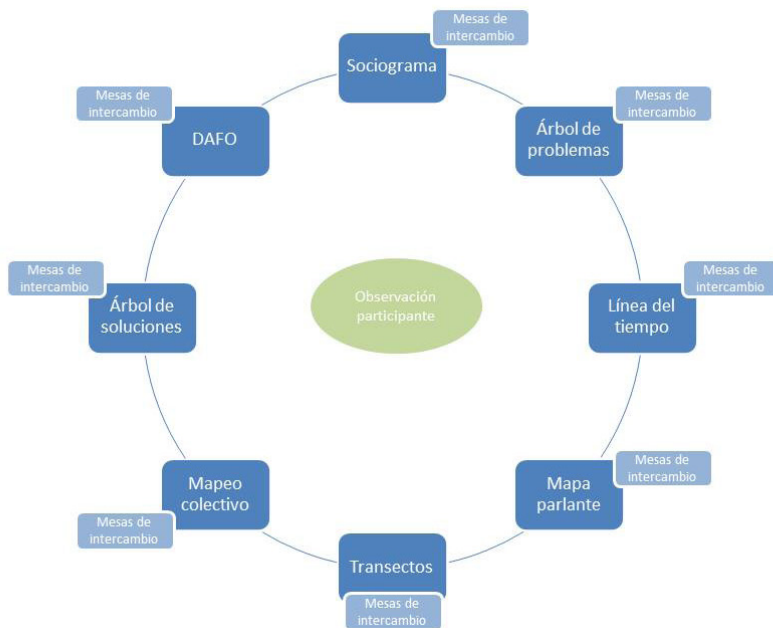 Mesas de
intercambio
Sociograma
Mesas de
intercambio
Árbol de
problemas
Mesas de
intercambio
Línea del
tiempo
Mesas de
intercambio
Mapa
parlante
Transectos
Mesas de
intercambio
Mapeo
colectivo
Mesas de
intercambio
Mesas de
intercambio
Árbol de
soluciones
Mesas de
intercambio
DAFO
Observación
participante